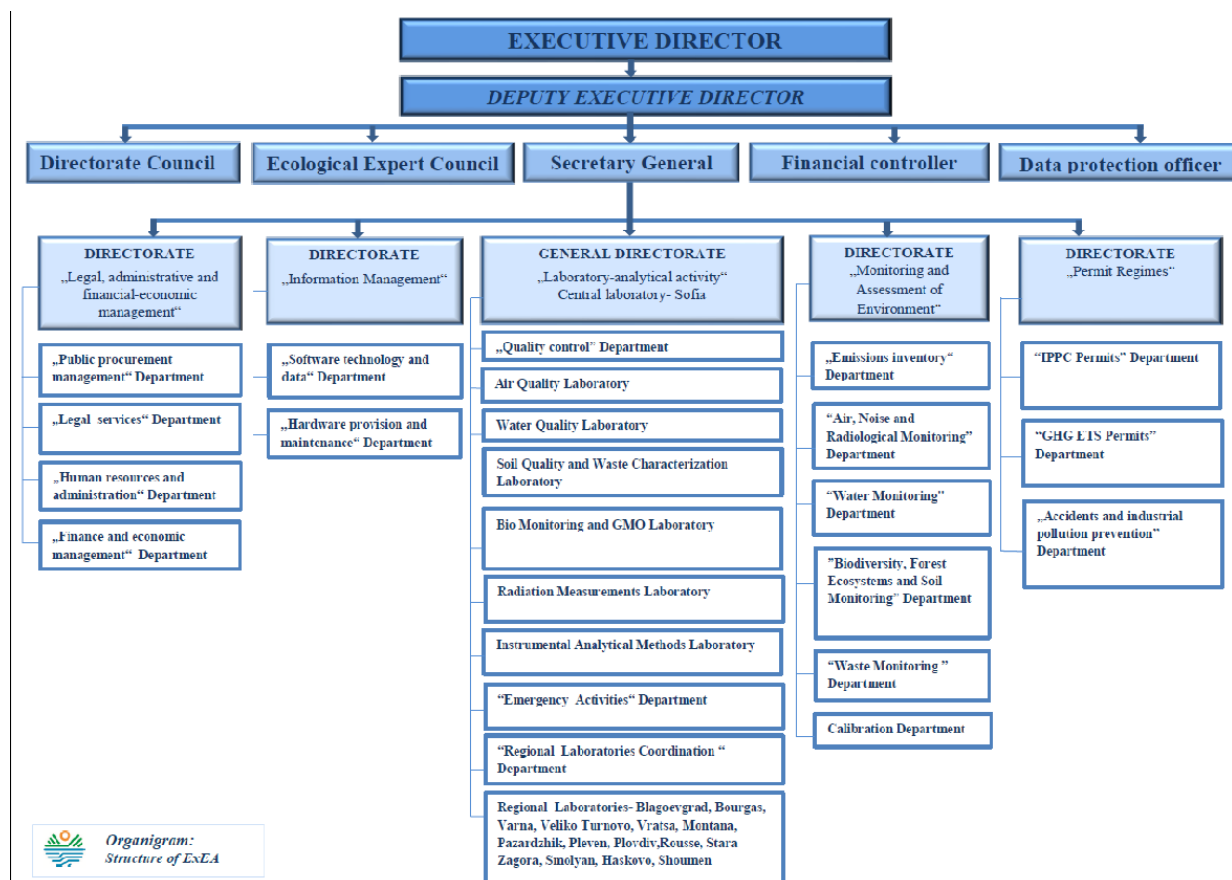 EXECUTIVE DIRECTOR
DEPUTY EXECUTIVE DIRECTOR
Directorate Council
Ecological Expert Council
Secretary General
Financial controller
Data protection officer
DIRECTORATE
„Legal, administrative and
financial-economic
management“
„Public procurement
management“ Department
„Legal services“ Department
„Human resources and
administration“ Department
„Finance and economic
management“ Department
DIRECTORATE
„Information Management“
„Software technology and
data“ Department
„Hardware provision and
maintenance“ Department
GENERAL DIRECTORATE
„Laboratory-analytical activity“
Central laboratory- Sofia
„Quality control” Department
Air Quality Laboratory
Water Quality Laboratory
Soil Quality and Waste Characterization
Laboratory
Bio Monitoring and GMO Laboratory
Radiation Measurements Laboratory
Instrumental Analytical Methods Laboratory
“Emergency Activities“ Department
“Regional Laboratories Coordination “
Department
Regional Laboratories- Blagoevgrad, Bourgas,
Varna, Veliko Turnovo, Vratsa, Montana,
Pazardzhik, Pleven, Plovdiv,Rousse, Stara
Zagora, Smolyan, Haskovo, Shoumen
DIRECTORATE
„Monitoring and
Assessment of
Environment“
„Emissions inventory“
Department
“Air, Noise and
Radiological Monitoring”
Department
“Water Monitoring”
Department
”Biodiversity, Forest
Ecosystems and Soil
Monitoring” Department
“Waste Monitoring ”
Department
Calibration Department
DIRECTORATE
„Permit Regimes“
“IPPC Permits” Department
“GHG ETS Permits”
Department
„Accidents and industrial
pollution prevention”
Department
Organigram:
Structure of ExEA